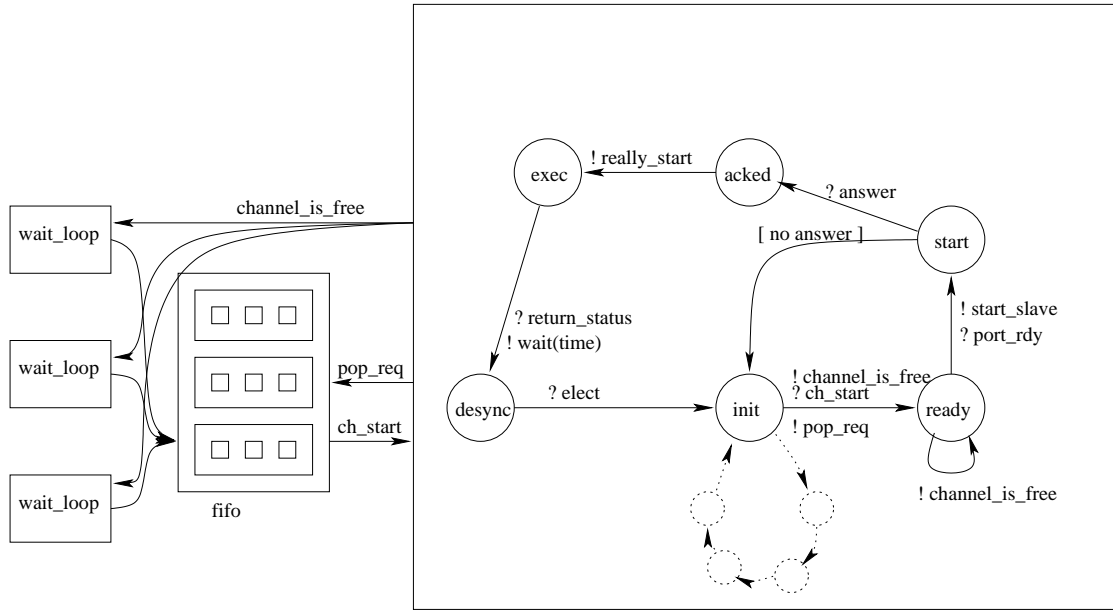 ! really_start
exec
acked
? answer
channel_is_free
wait_loop
[ no answer ]
start
! start_slave
? return_status
? port_rdy
! wait(time)
wait_loop
pop_req
! channel_is_free
? elect
? ch_start
desync
init
ready
ch_start
! pop_req
wait_loop
! channel_is_free
fifo